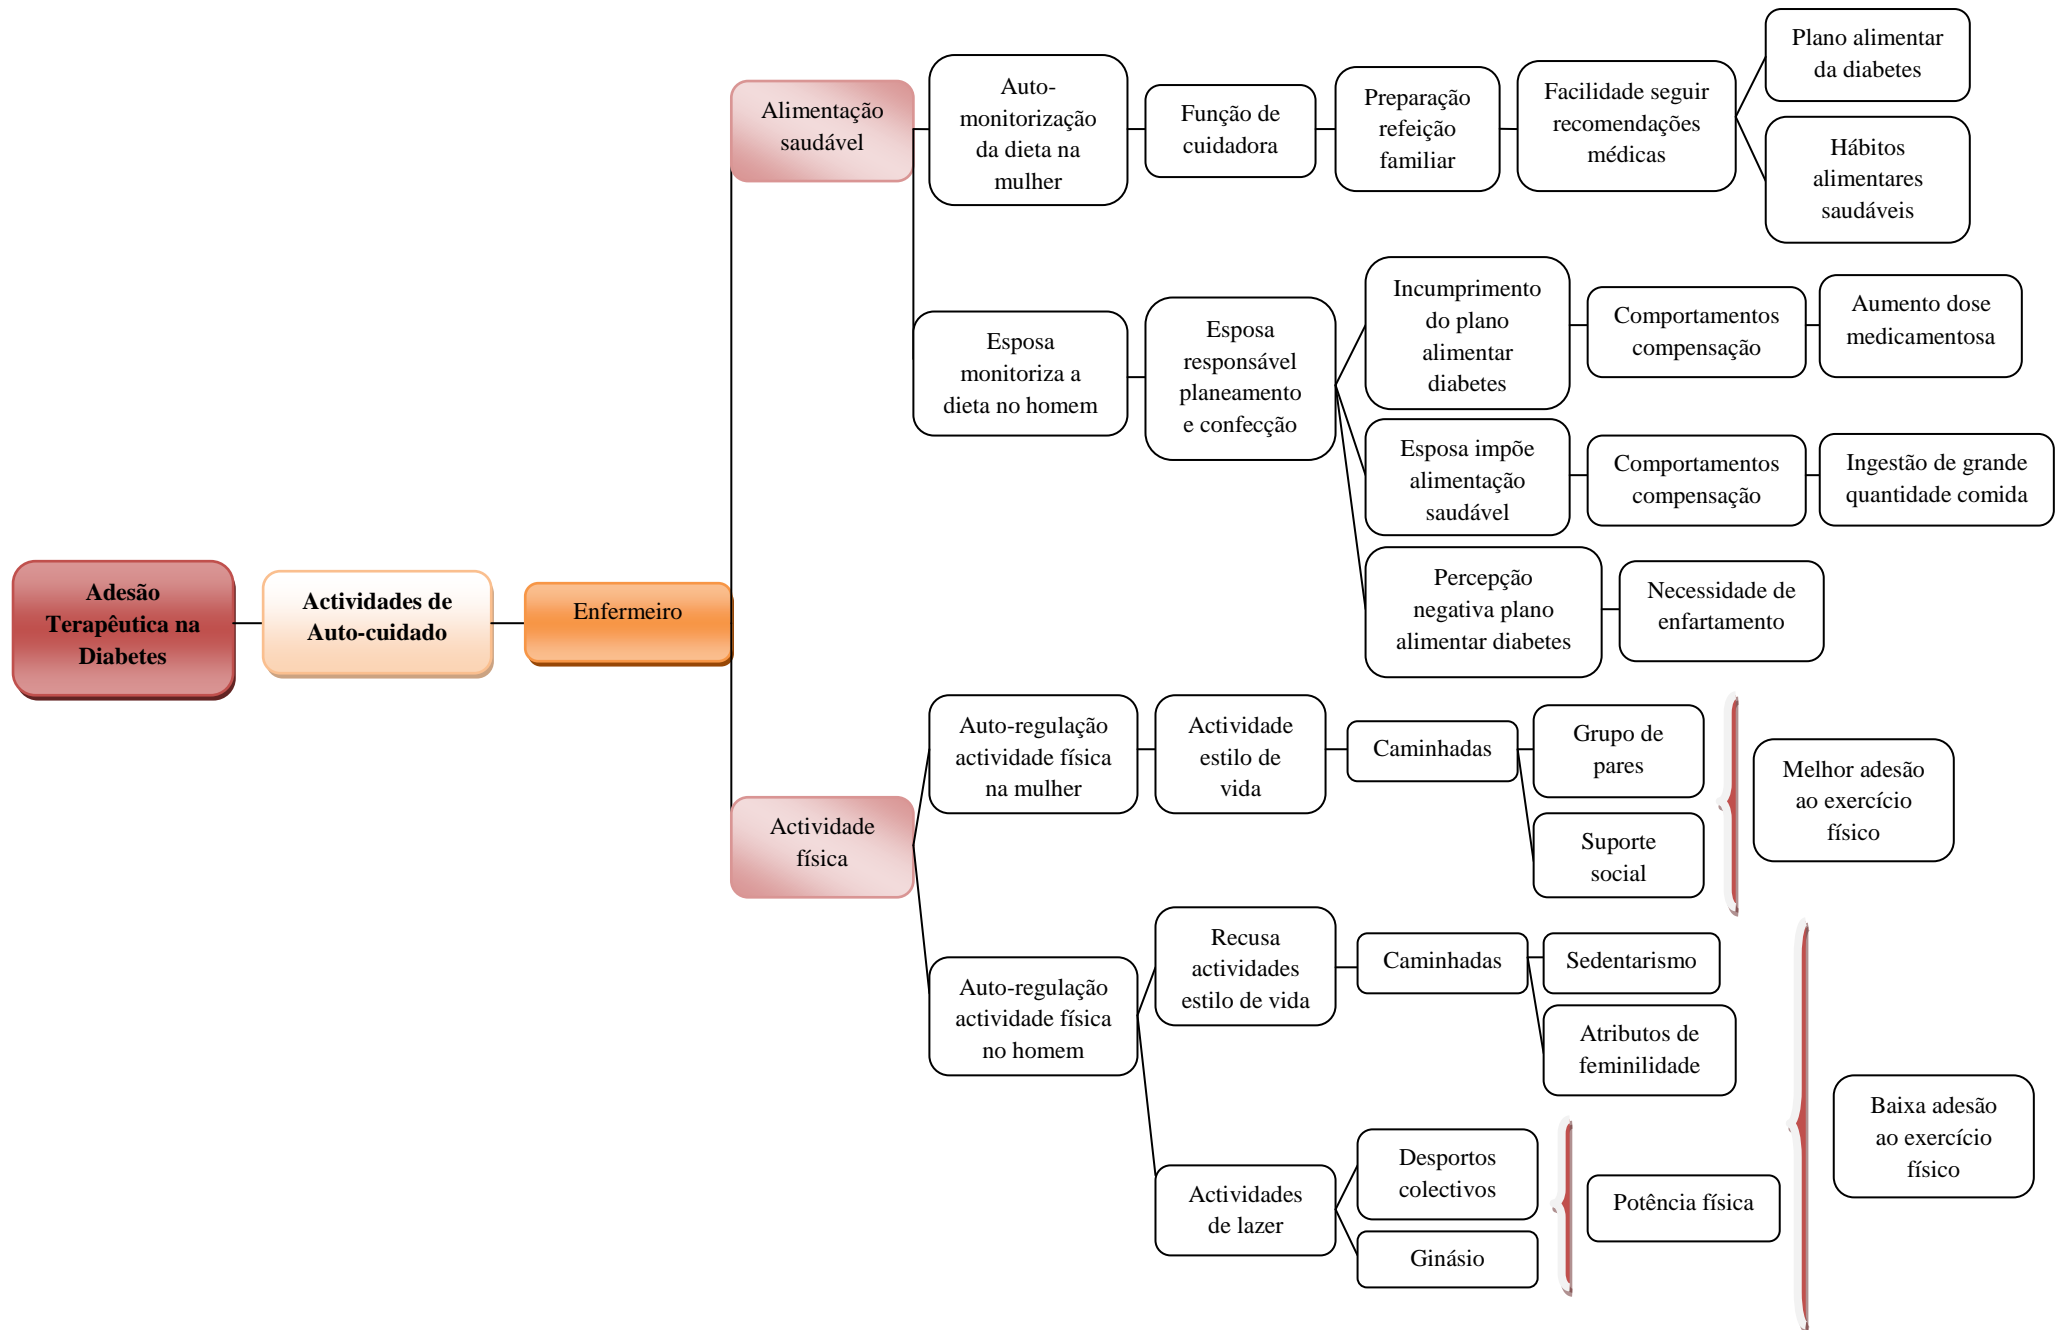 Adesão
Terapêutica na
Diabetes
Actividades de
Auto-cuidado
Enfermeiro
Alimentação
saudável
Auto-
monitorização
da dieta na
mulher
Função de
cuidadora
Preparação
refeição
familiar
Facilidade seguir
recomendações
médicas
Plano alimentar
da diabetes
Hábitos
alimentares
saudáveis
Esposa
monitoriza a
dieta no homem
Esposa
responsável
planeamento
e confecção
Incumprimento
do plano
alimentar
diabetes
Comportamentos
compensação
Aumento dose
medicamentosa
Esposa impõe
alimentação
saudável
Comportamentos
compensação
Ingestão de grande
quantidade comida
Percepção
negativa plano
alimentar diabetes
Necessidade de
enfartamento
Actividade
física
Auto-regulação
actividade física
na mulher
Actividade
estilo de
vida
Caminhadas
Grupo de
pares
Suporte
social
Melhor adesão
ao exercício
físico
Auto-regulação
actividade física
no homem
Recusa
actividades
estilo de vida
Caminhadas
Sedentarismo
Atributos de
feminilidade
Actividades
de lazer
Desportos
colectivos
Ginásio
Potência física
Baixa adesão
ao exercício
físico